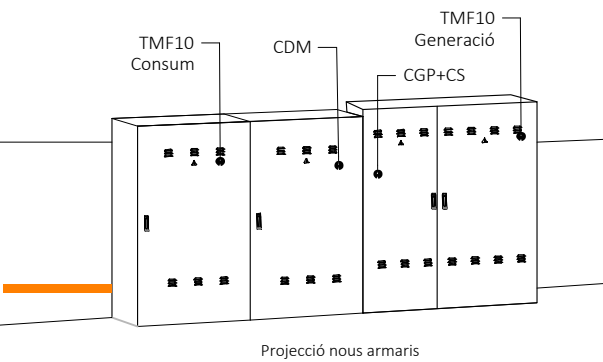 TMF10
Consum
CDM
TMF10
Generació
CGP+CS
Projecció nous armaris